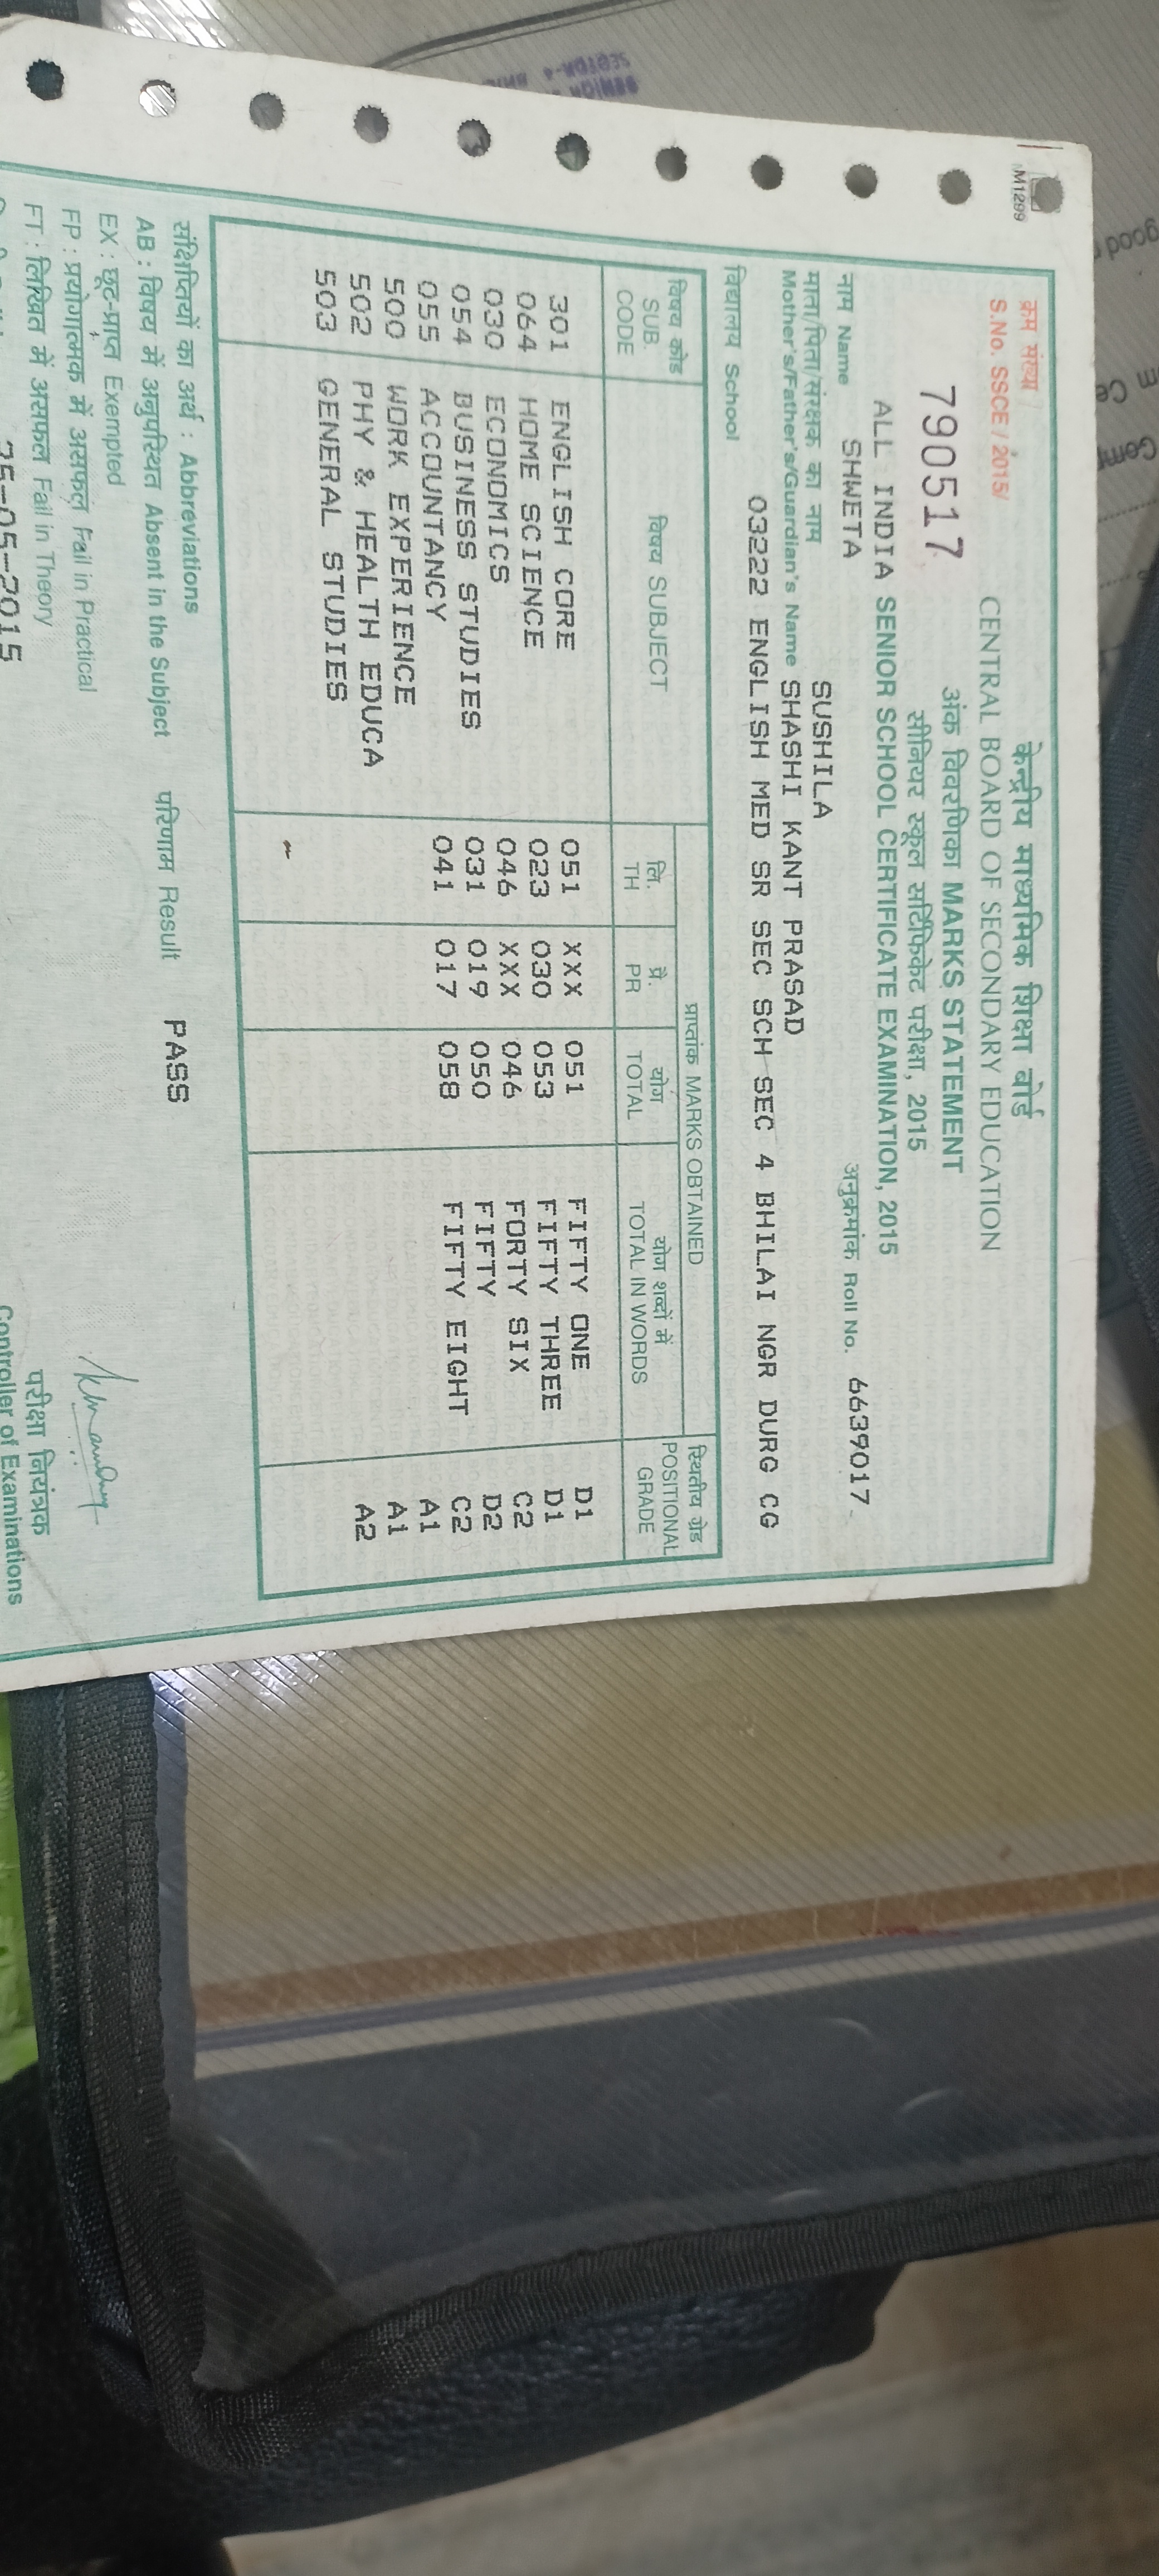 M1299
क्रम संख्या
S.No. SSCE / 2015/
790517
केन्द्रीय माध्यमिक शिक्षा बोर्ड
CENTRAL BOARD OF SECONDARY EDUCATION
अंक विवरणिका MARKS STATEMENT
सीनियर स्कूल सर्टिफिकेट परीक्षा, 2015
ALL INDIA SENIOR SCHOOL CERTIFICATE EXAMINATION, 2015
नाम Name SHWETA अनुक्रमांक Roll No. 6639017
माता/पिता/संरक्षक का नाम SUSHILA
Mother's/Father's/Guardian's Name SHASHI KANT PRASAD
03222 ENGLISH MED SR SEC SCH SEC 4 BHILAI NGR DURG CG
विद्यालय School
विषय कोड विषय SUBJECT प्राप्तांक MARKS OBTAINED स्थितीय ग्रेड
SUB. CODE लि. TH प्रै. PR योग TOTAL योग शब्दों में TOTAL IN WORDS POSITIONAL GRADE
301 ENGLISH CORE 051 XXX 051 FIFTY ONE D1
064 HOME SCIENCE 023 030 053 FIFTY THREE D1
030 ECONOMICS 046 XXX 046 FORTY SIX C2
054 BUSINESS STUDIES 031 019 050 FIFTY D2
055 ACCOUNTANCY 041 017 058 FIFTY EIGHT C2
500 WORK EXPERIENCE A1
502 PHY & HEALTH EDUCA A1
503 GENERAL STUDIES A2
संक्षिप्तियों का अर्थ : Abbreviations
AB : विषय में अनुपस्थित Absent in the Subject परिणाम Result PASS
EX : छूट-प्राप्त Exempted
FP : प्रयोगात्मक में असफल Fail in Practical
FT : लिखित में असफल Fail in Theory
परीक्षा नियंत्रक
25-05-2015 Controller of Examinations
good
SECTOR-4